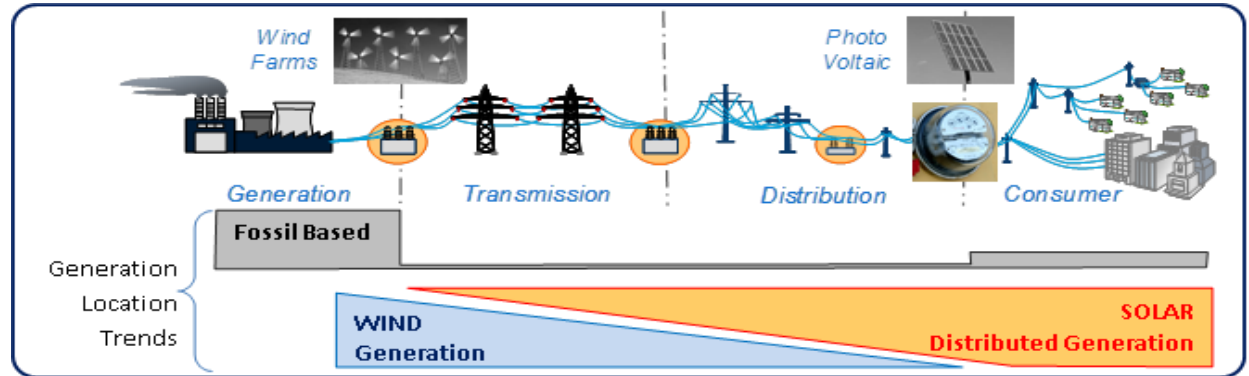 Wind
Farms
Photo
Voltaic
Generation
Transmission
Distribution
Consumer
Fossil Based
Generation
Location
Trends
WIND
Generation
SOLAR
Distributed Generation